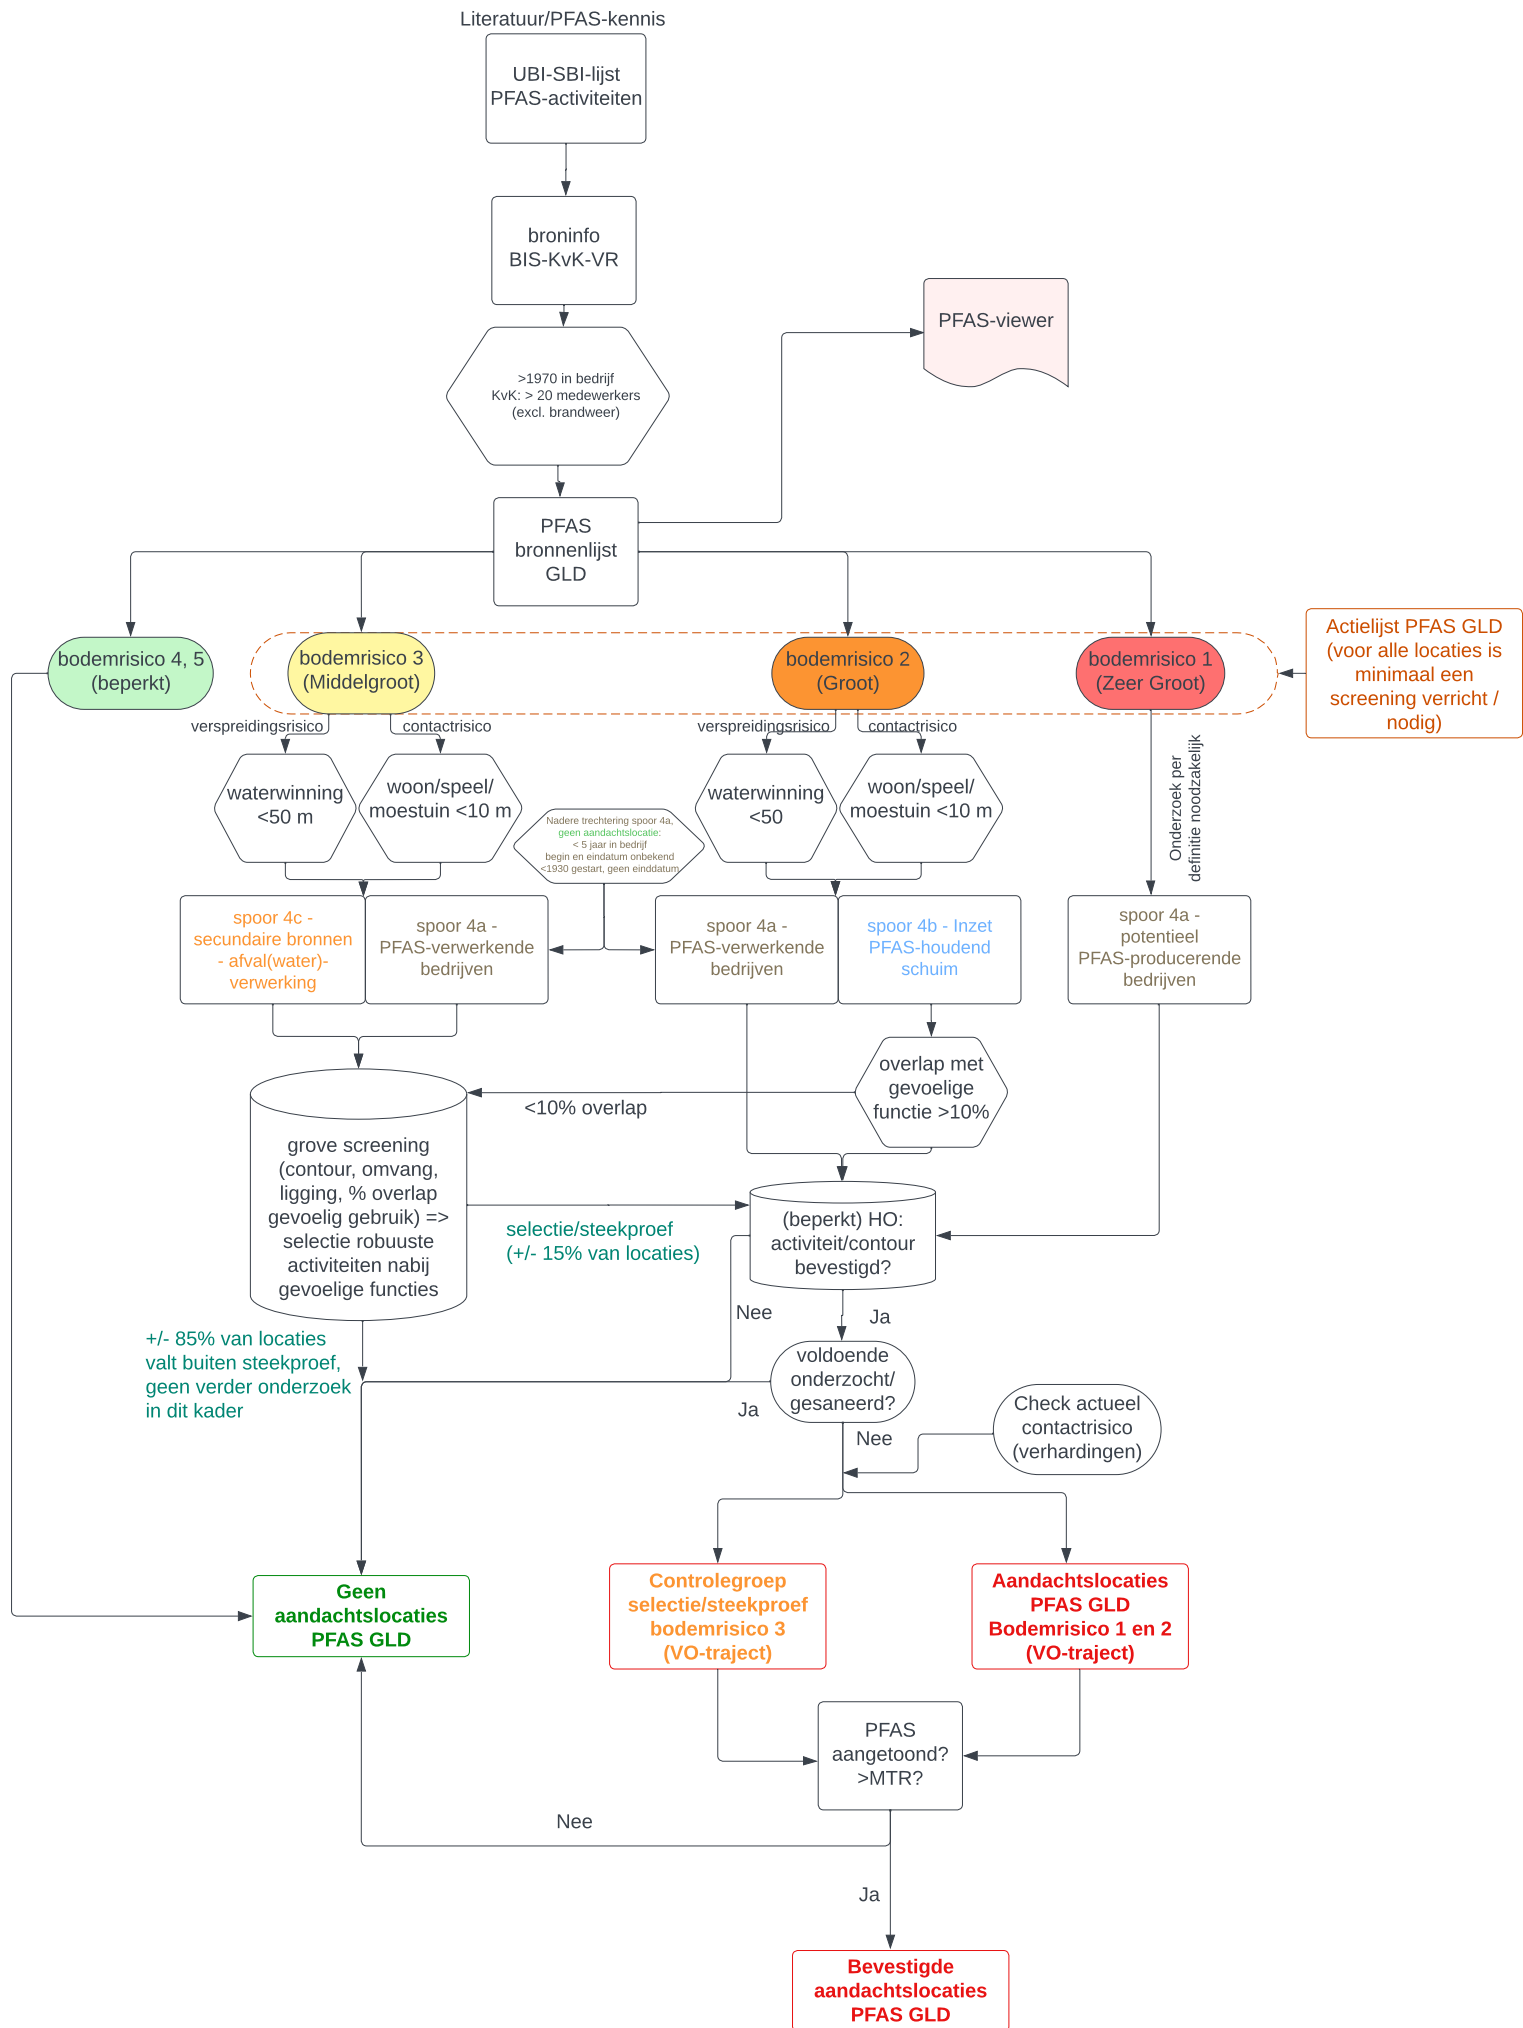 Literatuur/PFAS-kennis
UBI-SBI-lijst
PFAS-activiteiten
broninfo
BIS-KvK-VR
>1970 in bedrijf
KvK: > 20 medewerkers
(excl. brandweer)
PFAS-viewer
PFAS
bronnenlijst
GLD
bodemrisico 4, 5
(beperkt)
bodemrisico 3
(Middelgroot)
bodemrisico 2
(Groot)
bodemrisico 1
(Zeer Groot)
Actielijst PFAS GLD
(voor alle locaties is
minimaal een
screening verricht /
nodig)
verspreidingsrisico
contactrisico
verspreidingsrisico
contactrisico
Onderzoek per
definitie noodzakelijk
waterwinning
<50 m
woon/speel/
moestuin <10 m
Nadere trechtering spoor 4a,
geen aandachtslocatie:
< 5 jaar in bedrijf
begin en eindatum onbekend
<1930 gestart, geen einddatum
waterwinning
<50
woon/speel/
moestuin <10 m
spoor 4c -
secundaire bronnen
- afval(water)-
verwerking
spoor 4a -
PFAS-verwerkende
bedrijven
spoor 4a -
PFAS-verwerkende
bedrijven
spoor 4b - Inzet
PFAS-houdend
schuim
spoor 4a -
potentieel
PFAS-producerende
bedrijven
overlap met
gevoelige
functie >10%
<10% overlap
grove screening
(contour, omvang,
ligging, % overlap
gevoelig gebruik) =>
selectie robuuste
activiteiten nabij
gevoelige functies
selectie/steekproef
(+/- 15% van locaties)
(beperkt) HO:
activiteit/contour
bevestigd?
Nee
Ja
+/- 85% van locaties
valt buiten steekproef,
geen verder onderzoek
in dit kader
voldoende
onderzocht/
gesaneerd?
Ja
Nee
Check actueel
contactrisico
(verhardingen)
Geen
aandachtslocaties
PFAS GLD
Controlegroep
selectie/steekproef
bodemrisico 3
(VO-traject)
Aandachtslocaties
PFAS GLD
Bodemrisico 1 en 2
(VO-traject)
PFAS
aangetoond?
>MTR?
Nee
Ja
Bevestigde
aandachtslocaties
PFAS GLD